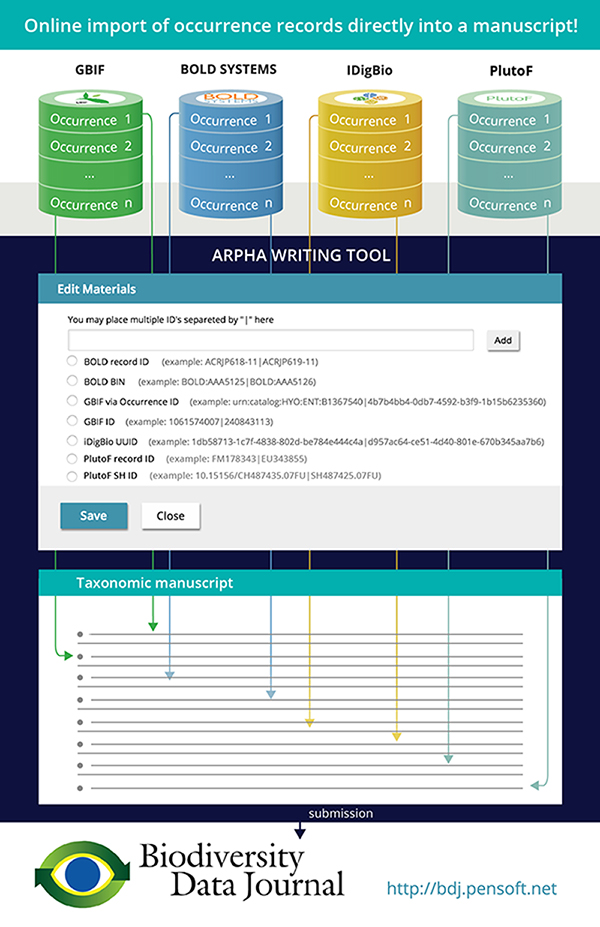 Online import of occurrence records directly into a manuscript!
GBIF
BOLD SYSTEMS
IDigBio
PlutoF
BOLD
SYSTEMS
PlutoF
Occurrence 1
Occurrence 1
Occurrence 1
Occurrence 1
Occurrence 2
Occurrence 2
Occurrence 2
Occurrence 2
...
...
...
...
Occurrence n
Occurrence n
Occurrence n
Occurrence n
ARPHA WRITING TOOL
Edit Materials
You may place multiple ID's separeted by "|" here
Add
BOLD record ID (example: ACRJP618-11|ACRJP619-11)
BOLD BIN (example: BOLD:AAA5125|BOLD:AAA5126)
GBIF via Occurrence ID (example: urn:catalog:HYO:ENT:B1367540|4b7b4bb4-0db7-4592-b3f9-1b15b6235360)
GBIF ID (example: 1061574007|240843113)
iDigBio UUID (example: 1db58713-1c7f-4838-802d-be784e444c4a|d957ac64-ce51-4d40-801e-670b345aa7b6)
PlutoF record ID (example: FM178343|EU343855)
PlutoF SH ID (example: 10.15156/CH487435.07FU|SH487425.07FU)
Save
Close
Taxonomic manuscript
submission
Biodiversity
Data Journal
http://bdj.pensoft.net